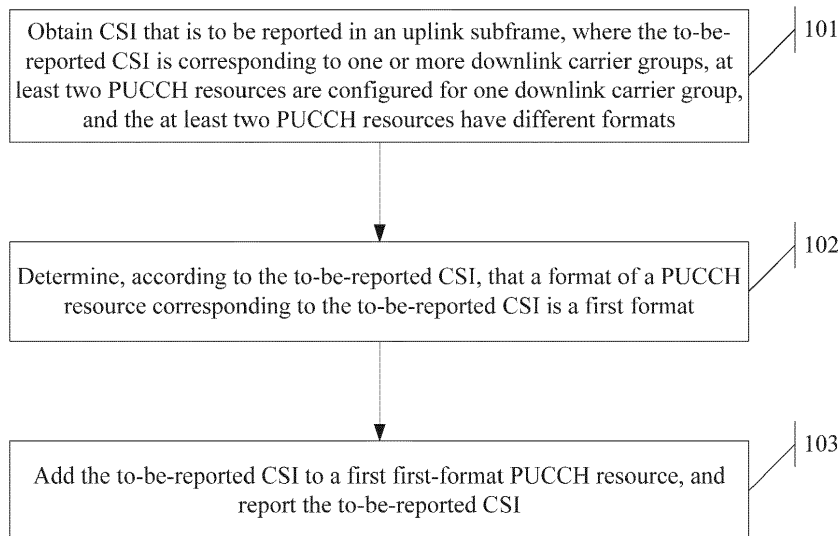 Obtain CSI that is to be reported in an uplink subframe, where the to-be-
reported CSI is corresponding to one or more downlink carrier groups, at
least two PUCCH resources are configured for one downlink carrier group,
and the at least two PUCCH resources have different formats
101
Determine, according to the to-be-reported CSI, that a format of a PUCCH
resource corresponding to the to-be-reported CSI is a first format
102
Add the to-be-reported CSI to a first first-format PUCCH resource, and
report the to-be-reported CSI
103